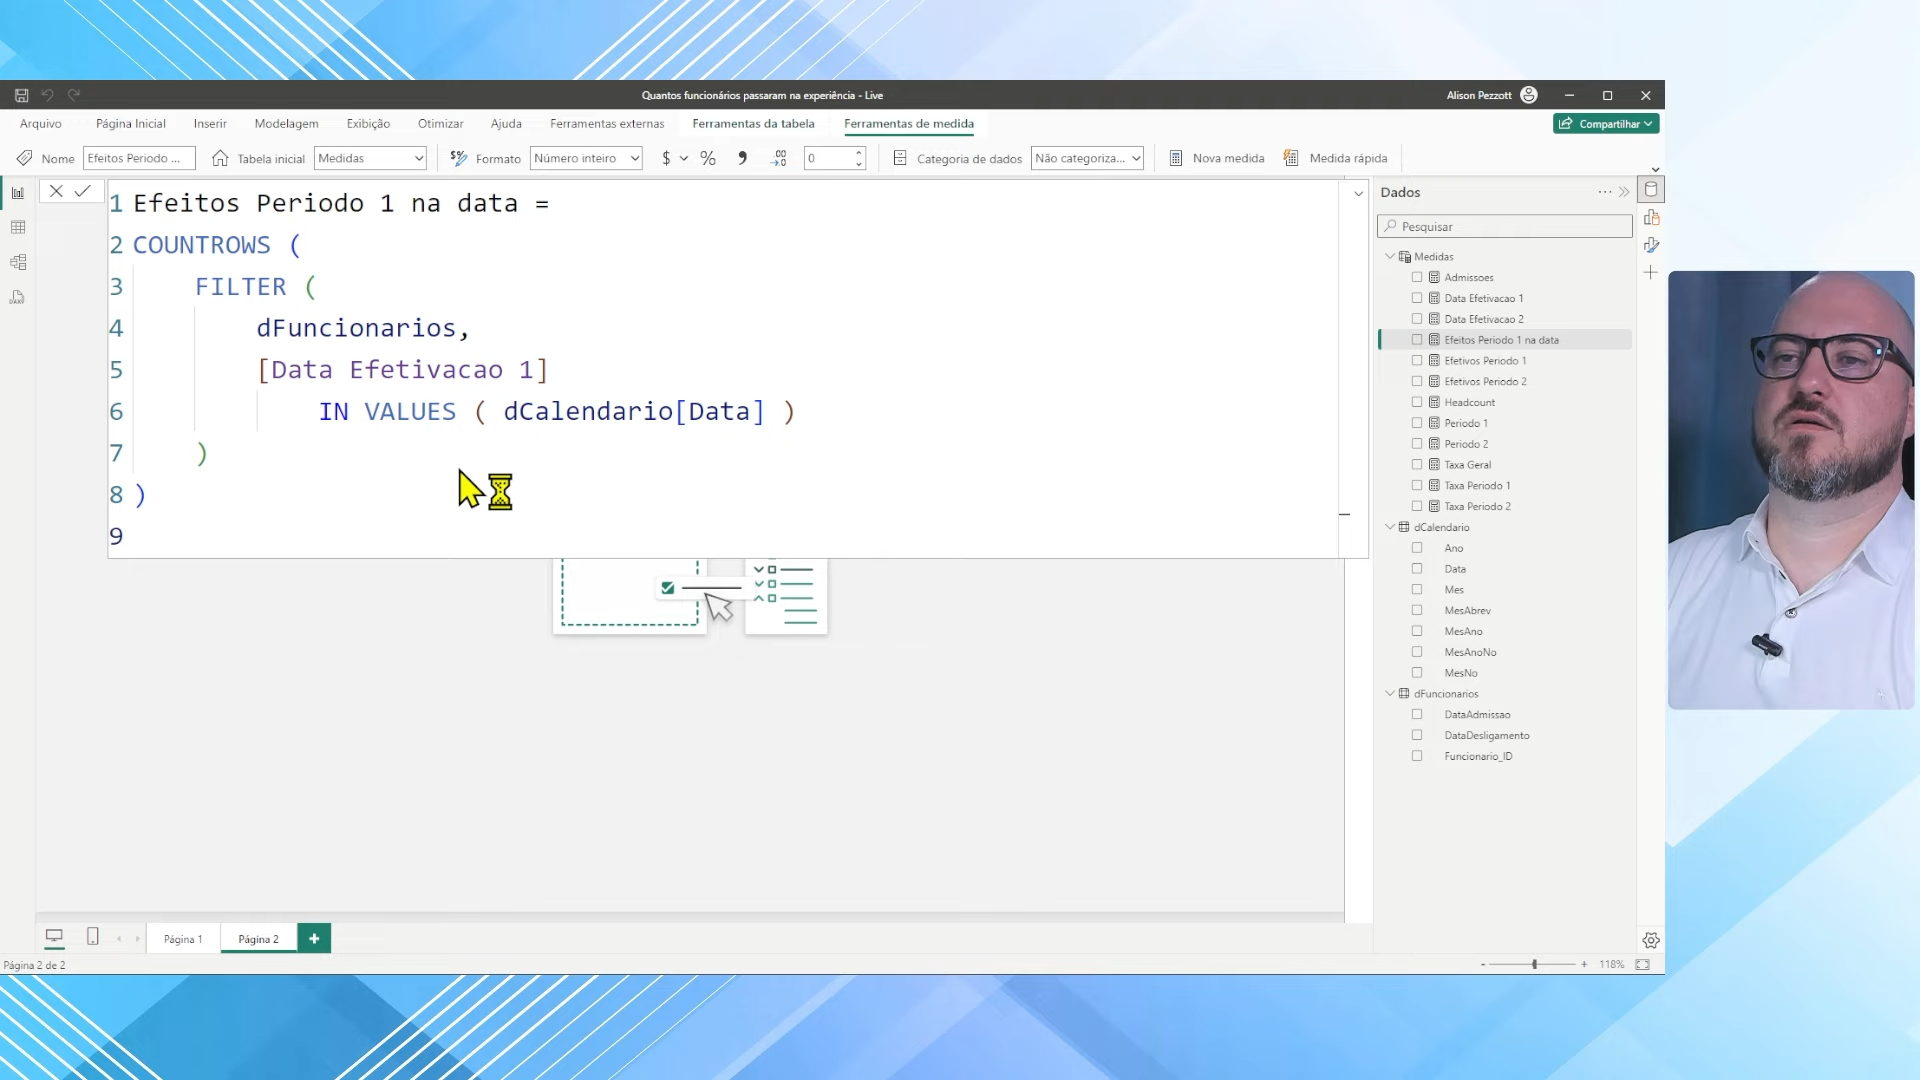 Quantos funcionários passaram na experiência - Live
Alison Pezzott
Arquivo
Página Inicial
Inserir
Modelagem
Exibição
Otimizar
Ajuda
Ferramentas externas
Ferramentas da tabela
Ferramentas de medida
Compartilhar
Nome
Efeitos Periodo ...
Tabela inicial
Medidas
Formato
Número inteiro
$
%
0
Categoria de dados
Não categoriza...
Nova medida
Medida rápida
1 Efeitos Periodo 1 na data =
2 COUNTROWS (
3 FILTER (
4 dFuncionarios,
5 [Data Efetivacao 1]
6 IN VALUES ( dCalendario[Data] )
7 )
8 )
9
Dados
Pesquisar
Medidas
Admissoes
Data Efetivacao 1
Data Efetivacao 2
Efeitos Periodo 1 na data
Efetivos Periodo 1
Efetivos Periodo 2
Headcount
Periodo 1
Periodo 2
Taxa Geral
Taxa Periodo 1
Taxa Periodo 2
dCalendario
Ano
Data
Mes
MesAbrev
MesAno
MesAnoNo
MesNo
dFuncionarios
DataAdmissao
DataDesligamento
Funcionario_ID
Página 1
Página 2
Página 2 de 2
- + 118%